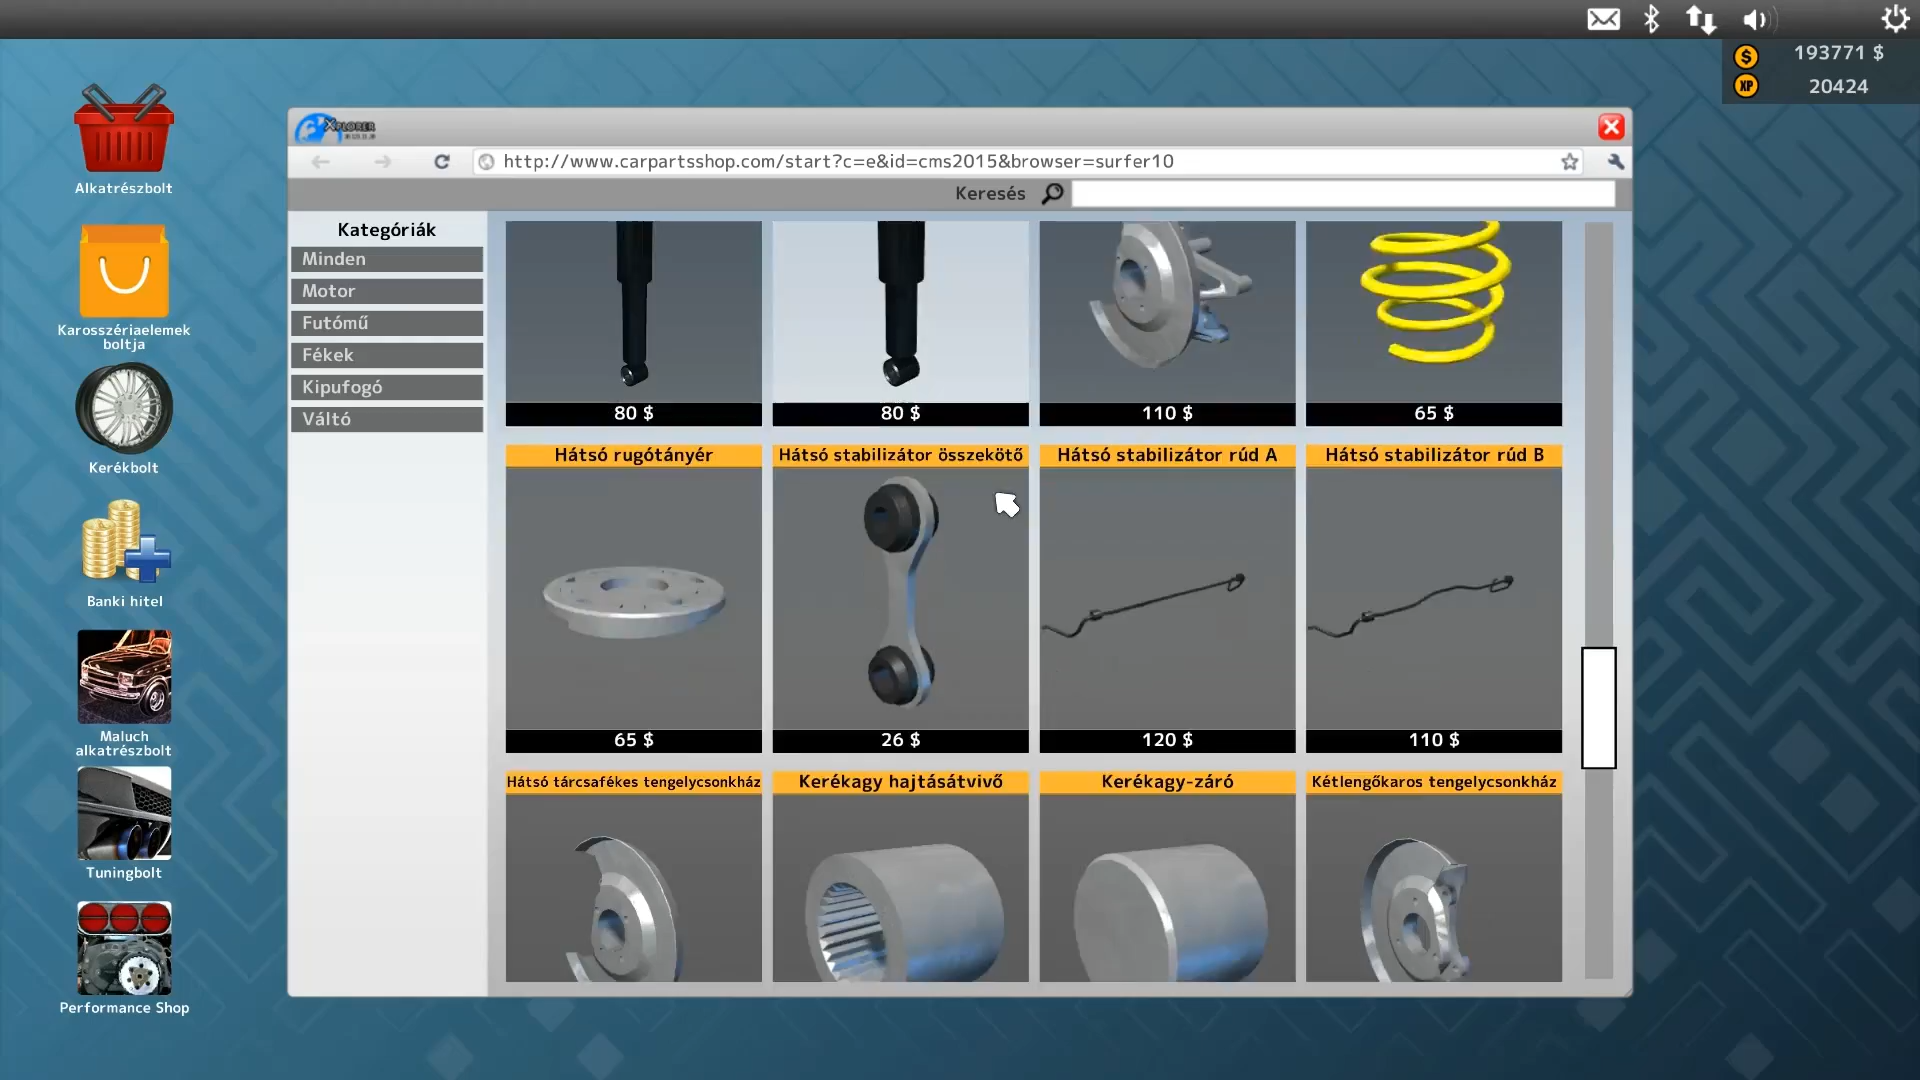 193771 $
XP
20424
Alkatrészbolt
Karosszériaelemek
boltja
Kerékbolt
Banki hitel
Maluch
alkatrészbolt
Tuningbolt
Performance Shop
XPLORER
http://www.carpartsshop.com/start?c=e&id=cms2015&browser=surfer10
Keresés
Kategóriák
Minden
Motor
Futómű
Fékek
Kipufogó
Váltó
80 $
80 $
110 $
65 $
Hátsó rugótányér
Hátsó stabilizátor összekötő
Hátsó stabilizátor rúd A
Hátsó stabilizátor rúd B
65 $
26 $
120 $
110 $
Hátsó tárcsafékes tengelycsonkház
Kerékagy hajtásátvivő
Kerékagy-záró
Kétlengőkaros tengelycsonkház